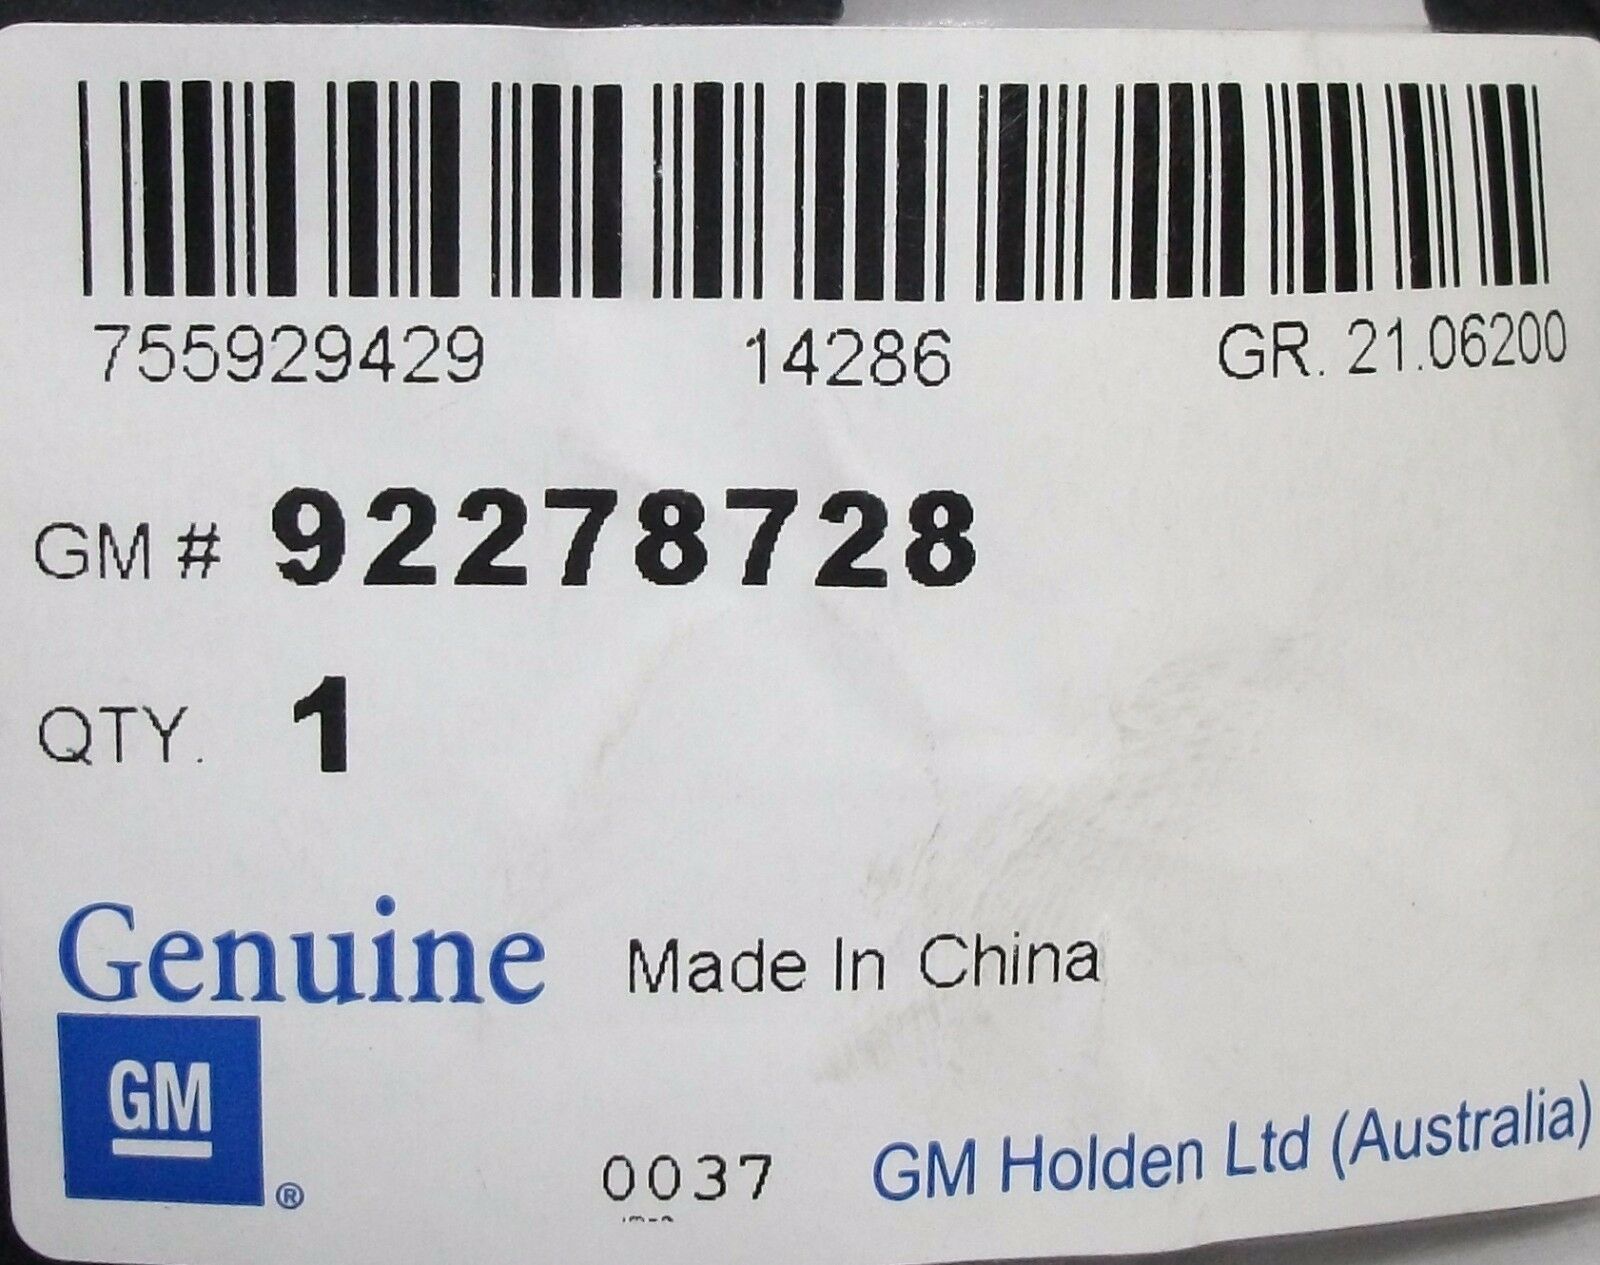 755929429 14286 GR. 21.06200
GM # 92278728
QTY. 1
Genuine Made In China
GM
®
0037 GM Holden Ltd (Australia)